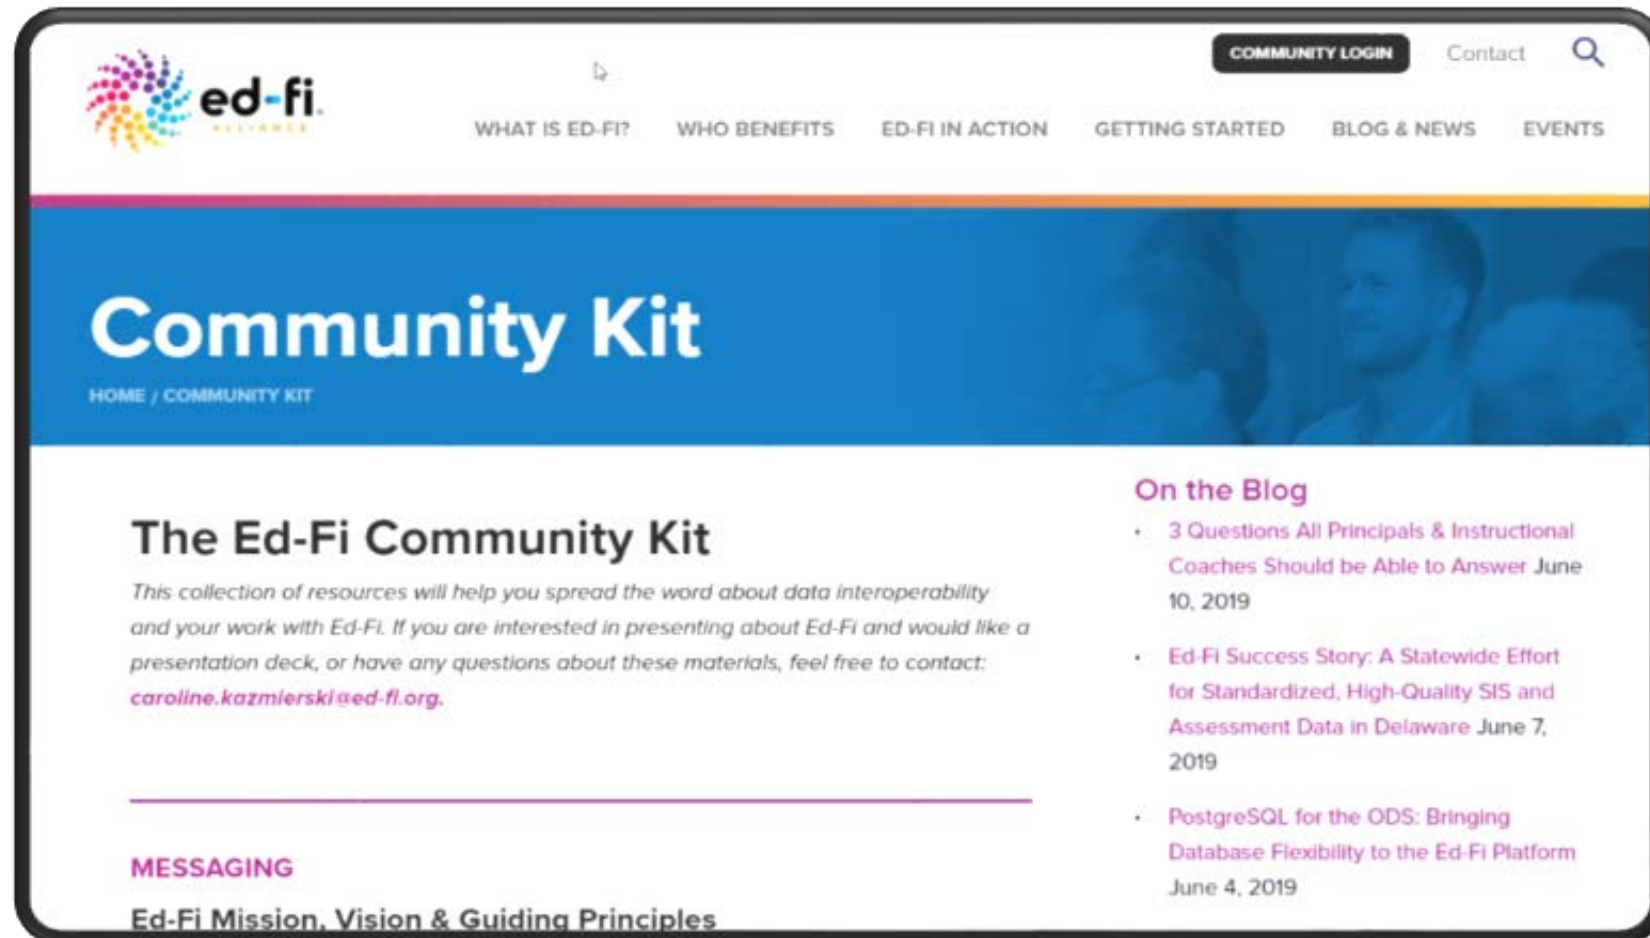 COMMUNITY LOGIN
Contact
ed-fi.
ALLIANCE
WHAT IS ED-FI?
WHO BENEFITS
ED-FI IN ACTION
GETTING STARTED
BLOG & NEWS
EVENTS
Community Kit
HOME / COMMUNITY KIT
The Ed-Fi Community Kit
This collection of resources will help you spread the word about data interoperability
and your work with Ed-Fi. If you are interested in presenting about Ed-Fi and would like a
presentation deck, or have any questions about these materials, feel free to contact:
caroline.kazmierski@ed-fi.org.
MESSAGING
Ed-Fi Mission, Vision & Guiding Principles
On the Blog
• 3 Questions All Principals & Instructional
Coaches Should be Able to Answer June
10, 2019
• Ed-Fi Success Story: A Statewide Effort
for Standardized, High-Quality SIS and
Assessment Data in Delaware June 7,
2019
• PostgreSQL for the ODS: Bringing
Database Flexibility to the Ed-Fi Platform
June 4, 2019